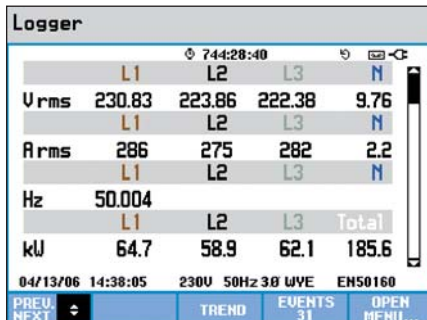 Logger
744:28:40
L1 L2 L3 N
V rms 230.83 223.86 222.38 9.76
L1 L2 L3 N
A rms 286 275 282 2.2
L1 L2 L3 N
Hz 50.004
L1 L2 L3 Total
kW 64.7 58.9 62.1 185.6
04/13/06 14:38:05 230V 50Hz 3.0 WYE EN50160
PREV. NEXT TREND EVENTS 31 OPEN MENU...